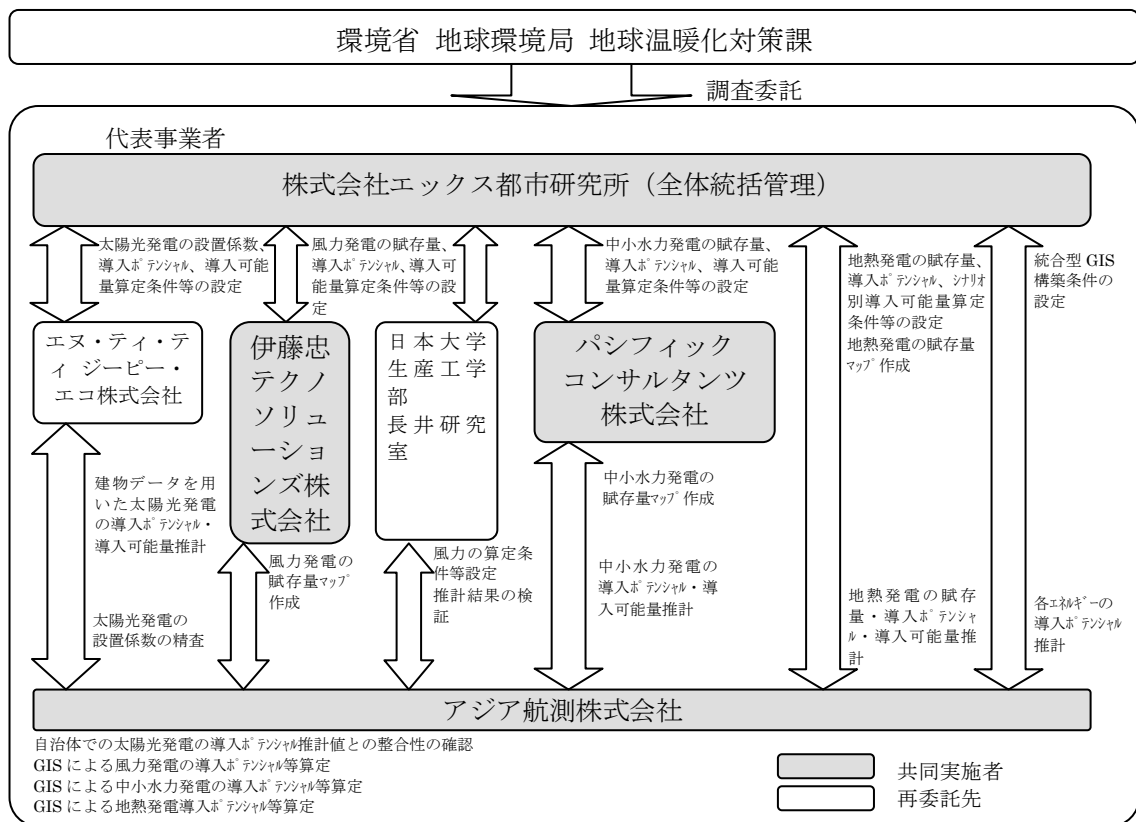 環境省 地球環境局 地球温暖化対策課
調査委託
代表事業者
株式会社エックス都市研究所（全体統括管理）
太陽光発電の設置係数、
導入ﾎﾟﾃﾝｼｬﾙ、導入可能
量算定条件等の設定
風力発電の賦存量、
導入ﾎﾟﾃﾝｼｬﾙ、導入可
能量算定条件等の設
定
中小水力発電の賦存量、
導入ﾎﾟﾃﾝｼｬﾙ、導入可能
量算定条件等の設定
地熱発電の賦存量、
導入ﾎﾟﾃﾝｼｬﾙ、ｼﾅﾘｵ
別導入可能量算定
条件等の設定
地熱発電の賦存量
ﾏｯﾌﾟ作成
統合型 GIS
構築条件の
設定
エヌ・ティ・テ
ィ ジーピー・
エコ株式会社
伊藤忠
テクノ
ソリュ
ーショ
ンズ株
式会社
日本大学
生産工学
部
長井研究
室
パシフィック
コンサルタンツ
株式会社
建物データを用
いた太陽光発電
の導入ﾎﾟﾃﾝｼｬﾙ・
導入可能量推計
太陽光発電の
設置係数の精査
風力発電の
賦存量ﾏｯﾌﾟ
作成
風力の算定条
件等設定
推計結果の検
証
中小水力発電の
賦存量ﾏｯﾌﾟ作成
中小水力発電の
導入ﾎﾟﾃﾝｼｬﾙ・導
入可能量推計
地熱発電の賦存
量・導入ﾎﾟﾃﾝｼｬ
ﾙ・導入可能量推
計
各ｴﾈﾙｷﾞｰの
導入ﾎﾟﾃﾝｼｬﾙ
推計
アジア航測株式会社
自治体での太陽光発電の導入ﾎﾟﾃﾝｼｬﾙ推計値との整合性の確認
GIS による風力発電の導入ﾎﾟﾃﾝｼｬﾙ等算定
GIS による中小水力発電の導入ﾎﾟﾃﾝｼｬﾙ等算定
GIS による地熱発電導入ﾎﾟﾃﾝｼｬﾙ等算定
共同実施者
再委託先